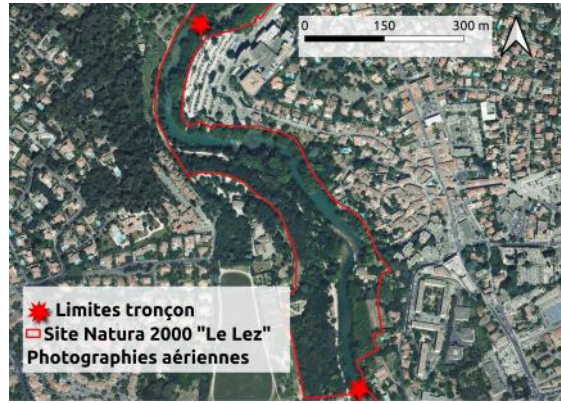 0 150 300 m
Limites tronçon
Site Natura 2000 "Le Lez"
Photographies aériennes